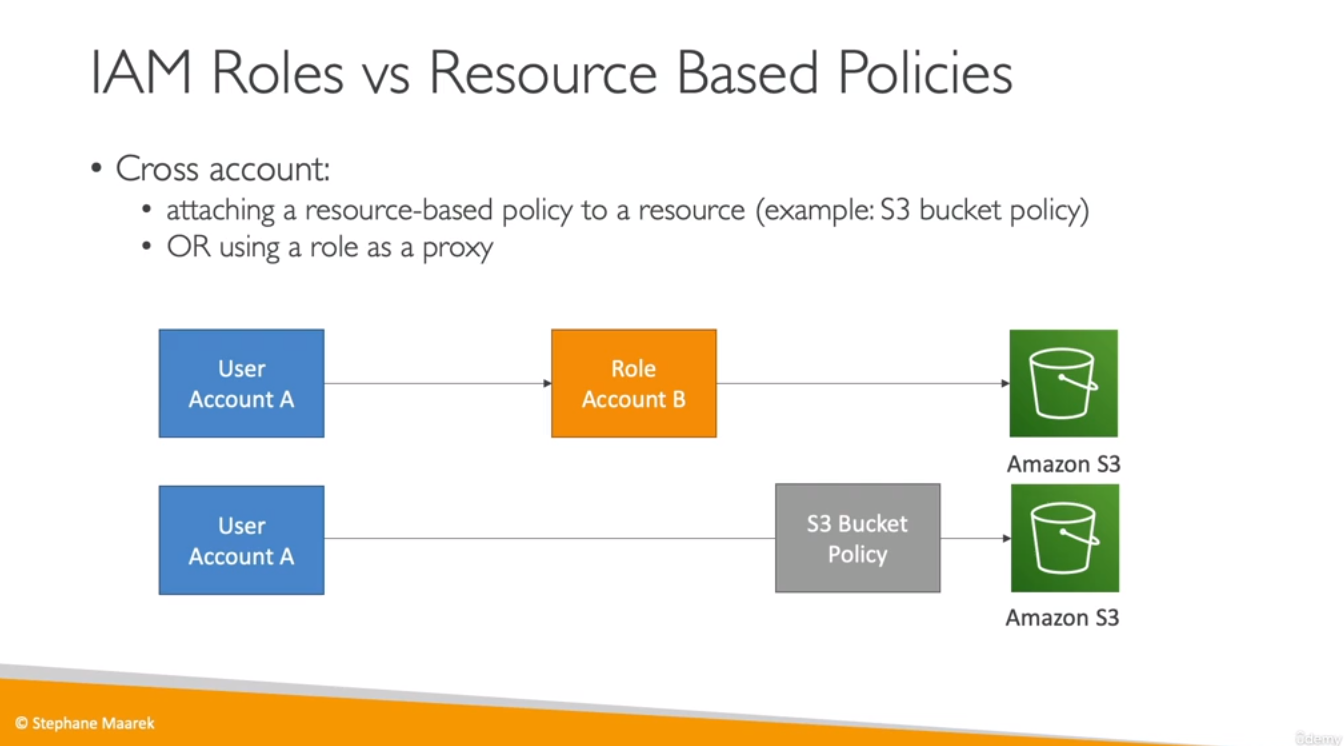 IAM Roles vs Resource Based Policies
• Cross account:
• attaching a resource-based policy to a resource (example: S3 bucket policy)
• OR using a role as a proxy
User
Account A
Role
Account B
Amazon S3
User
Account A
S3 Bucket
Policy
Amazon S3
© Stephane Maarek
ûdemy